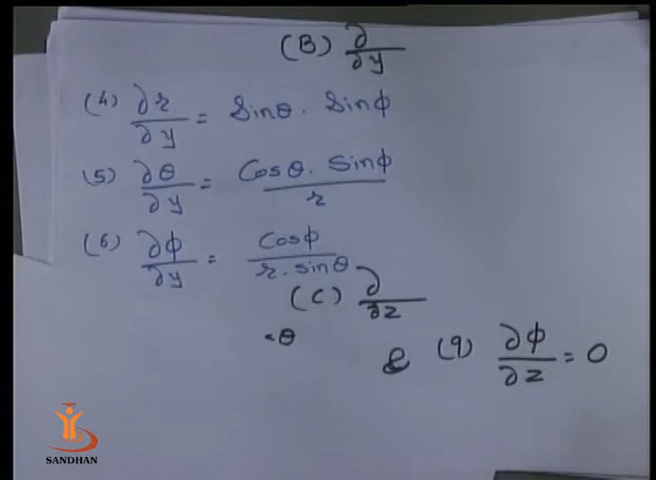 (B) ∂/∂y
(4) ∂r/∂y = Sinθ · Sinϕ
(5) ∂θ/∂y = Cosθ · Sinϕ / r
(6) ∂ϕ/∂y = Cosϕ / r · sinθ
(C) ∂/∂z
= θ
& (9) ∂ϕ/∂z = 0
SANDHAN